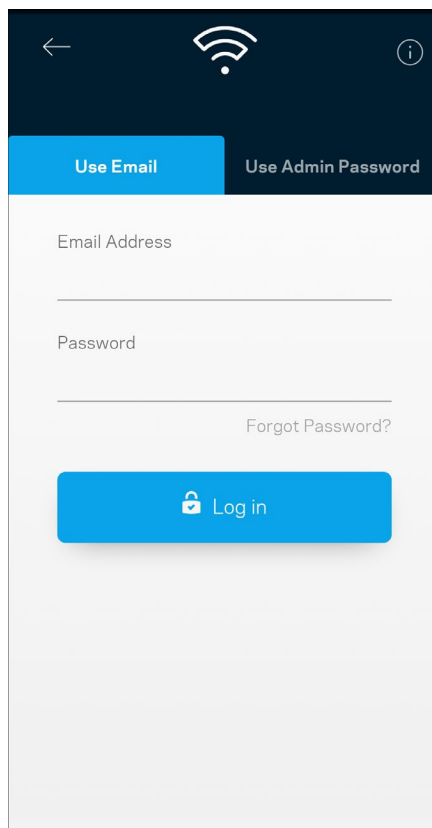 Use Email
Use Admin Password
Email Address
Password
Forgot Password?
Log in